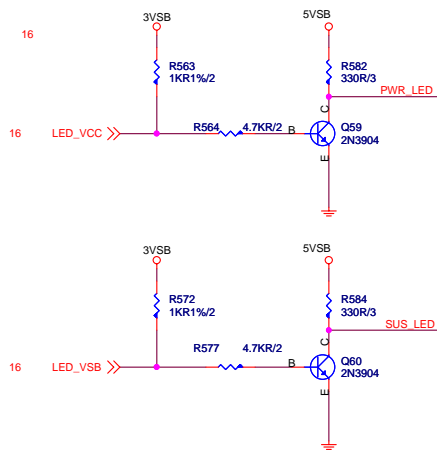 16
3VSB
5VSB
R563
1KR1%/2
R582
330R/3
PWR_LED
16
LED_VCC
R564
4.7KR/2
B
C
E
Q59
2N3904
3VSB
5VSB
R572
1KR1%/2
R584
330R/3
SUS_LED
16
LED_VSB
R577
4.7KR/2
B
C
E
Q60
2N3904